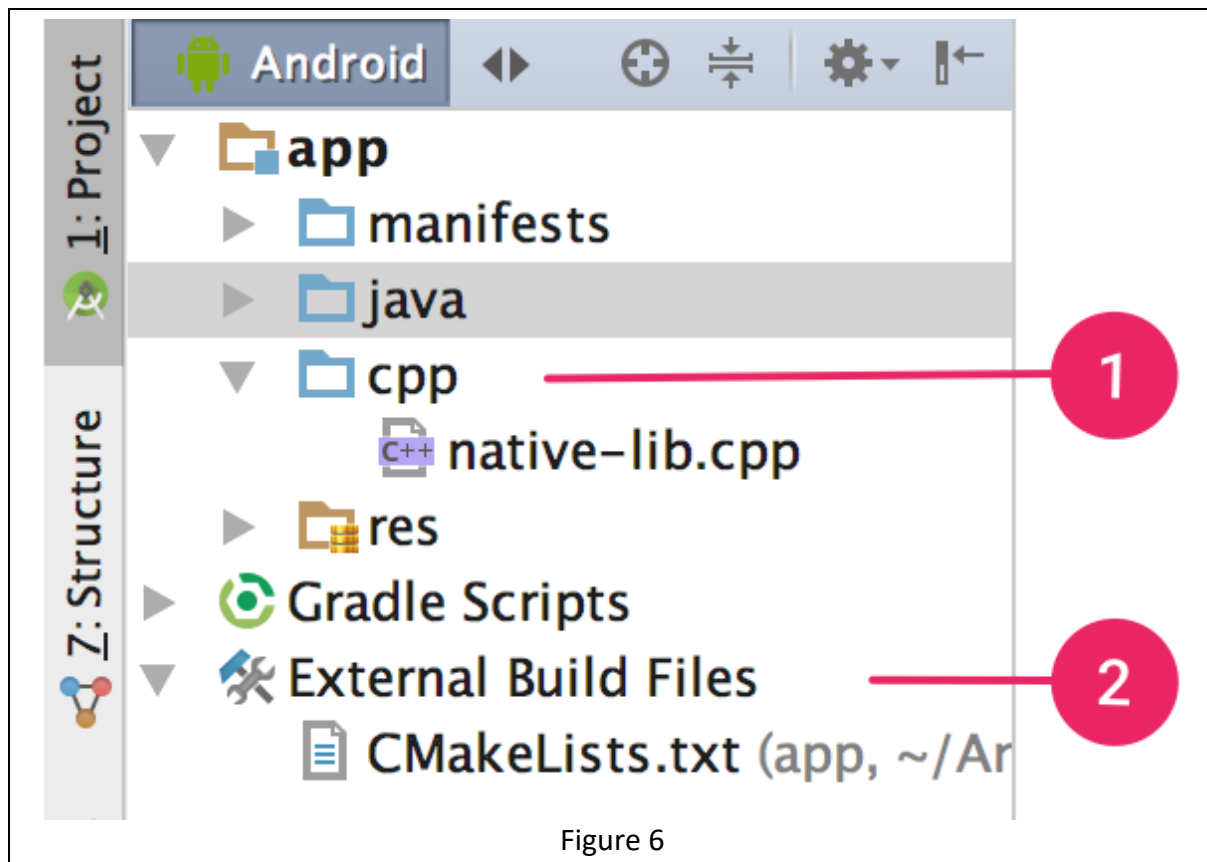 Android
1: Project
app
manifests
java
cpp
1
C++
native-lib.cpp
res
7: Structure
Gradle Scripts
External Build Files
2
CMakeLists.txt (app, ~/Ar
Figure 6